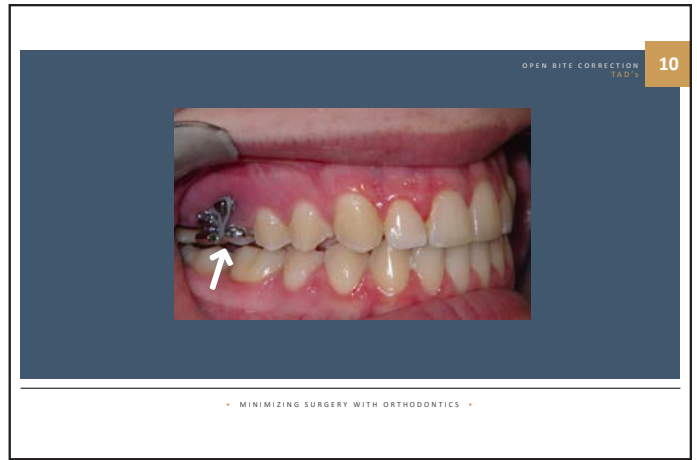 OPEN BITE CORRECTION
TAD's
10
• MINIMIZING SURGERY WITH ORTHODONTICS •